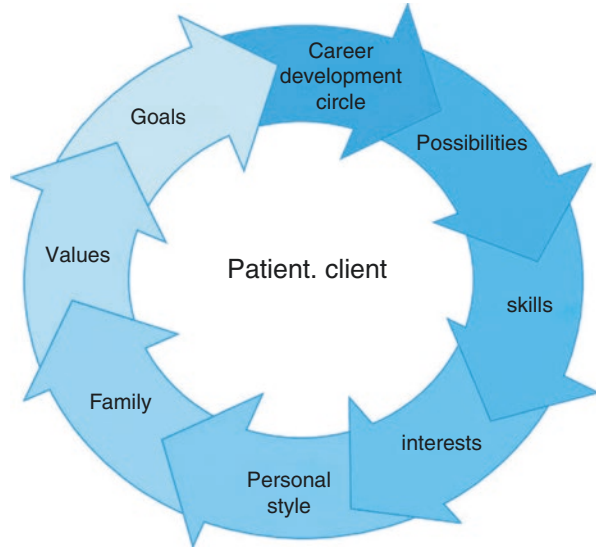 Career
development
circle
Possibilities
skills
interests
Personal
style
Family
Values
Goals
Patient. client